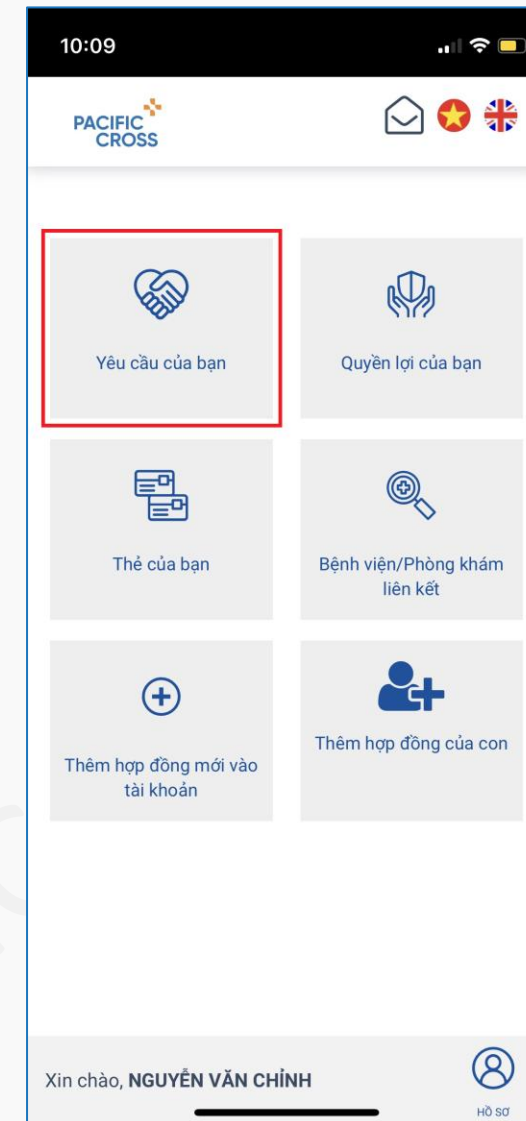 10:09
PACIFIC
CROSS
Yêu cầu của bạn
Quyền lợi của bạn
Thẻ của bạn
Bệnh viện/Phòng khám
liên kết
Thêm hợp đồng mới vào
tài khoản
Thêm hợp đồng của con
Xin chào, NGUYỄN VĂN CHỈNH
HỒ SƠ